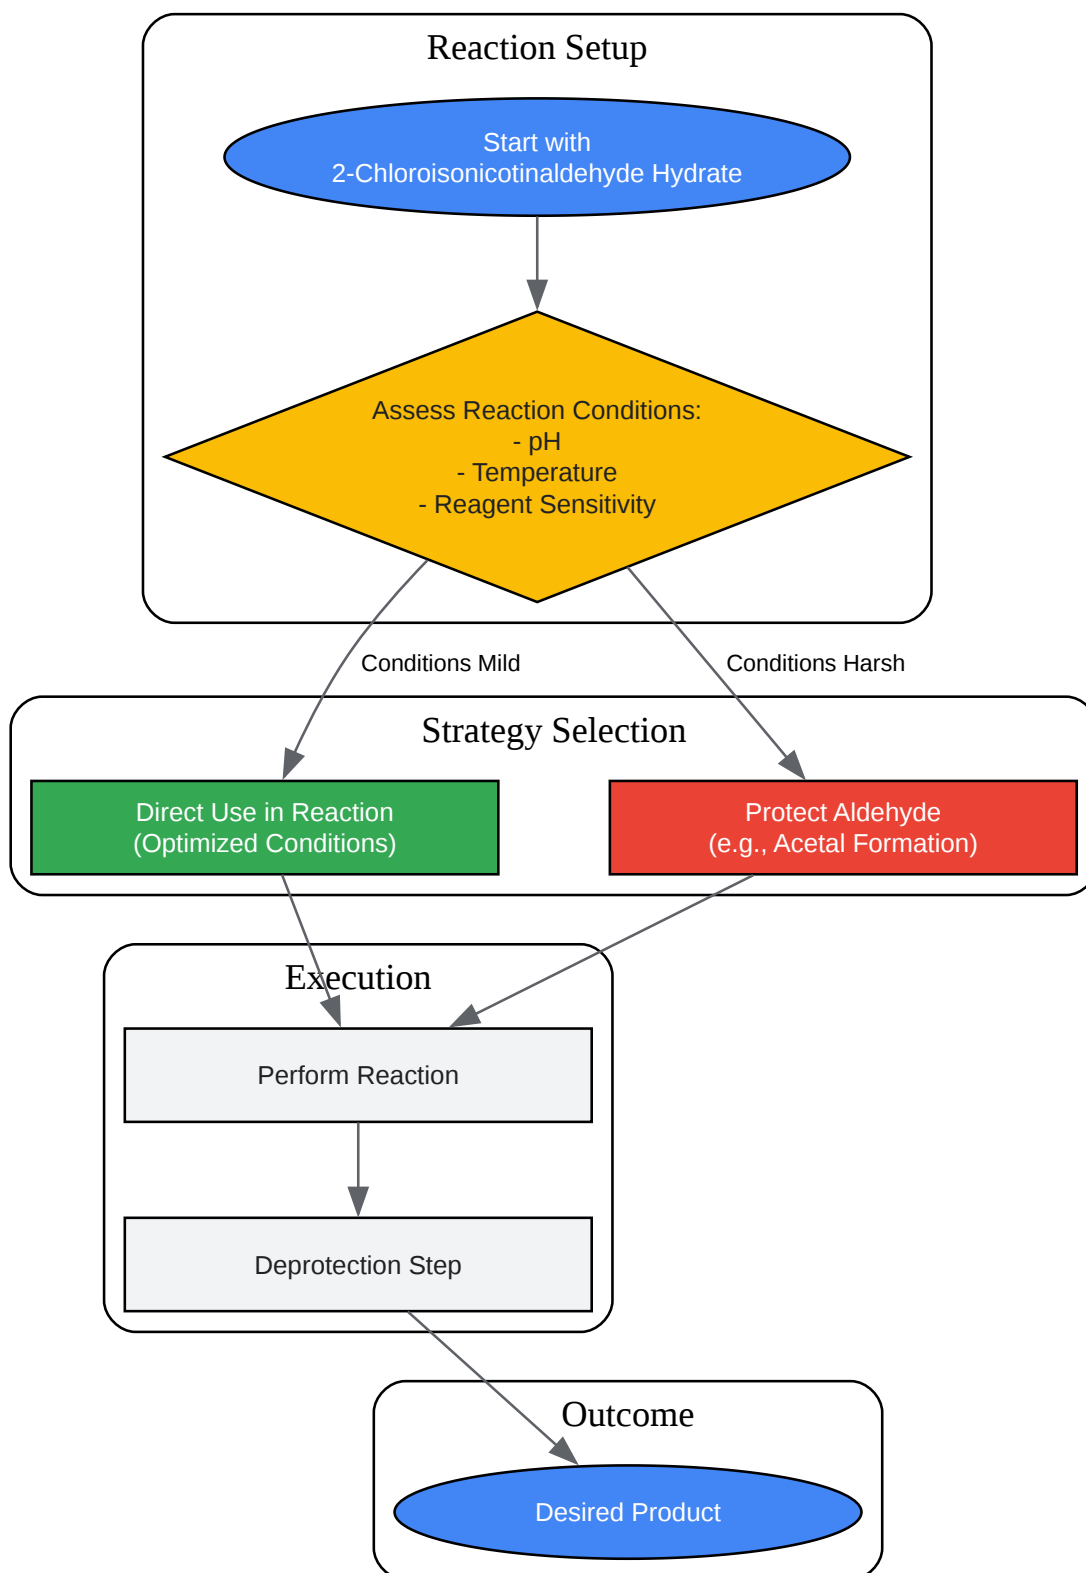 Reaction Setup
Start with
2-Chloroisonicotinaldehyde Hydrate
Assess Reaction Conditions:
- pH
- Temperature
- Reagent Sensitivity
Conditions Mild
Conditions Harsh
Strategy Selection
Direct Use in Reaction
(Optimized Conditions)
Protect Aldehyde
(e.g., Acetal Formation)
Execution
Perform Reaction
Deprotection Step
Outcome
Desired Product